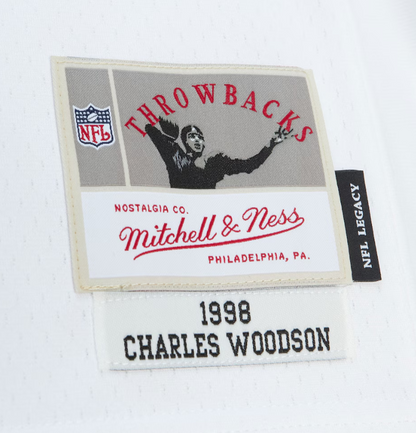 THROWBACKS
NFL
NOSTALGIA CO.
Mitchell & Ness
PHILADELPHIA, PA.
NFL LEGACY
1998
CHARLES WOODSON